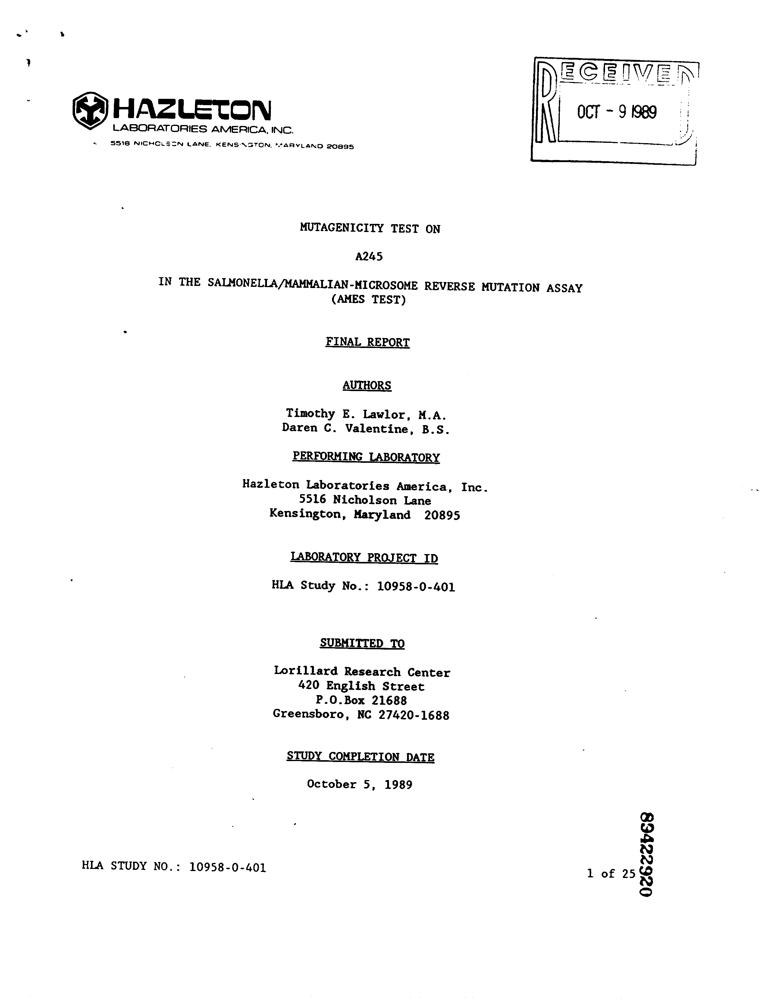 RECEIVED
OCT - 9 1989
HAZLETON
LABORATORIES AMERICA, INC.
5516 NICHOLSON LANE, KENSINGTON, MARYLAND 20895
MUTAGENICITY TEST ON
A245
IN THE SALMONELLA/MAMMALIAN-MICROSOME REVERSE MUTATION ASSAY
(AMES TEST)
FINAL REPORT
AUTHORS
Timothy E. Lawlor, M.A.
Daren C. Valentine, B.S.
PERFORMING LABORATORY
Hazleton Laboratories America, Inc.
5516 Nicholson Lane
Kensington, Maryland 20895
LABORATORY PROJECT ID
HLA Study No.: 10958-0-401
SUBMITTED TO
Lorillard Research Center
420 English Street
P.O.Box 21688
Greensboro, NC 27420-1688
STUDY COMPLETION DATE
October 5, 1989
HLA STUDY NO.: 10958-0-401
1 of 25
89422920